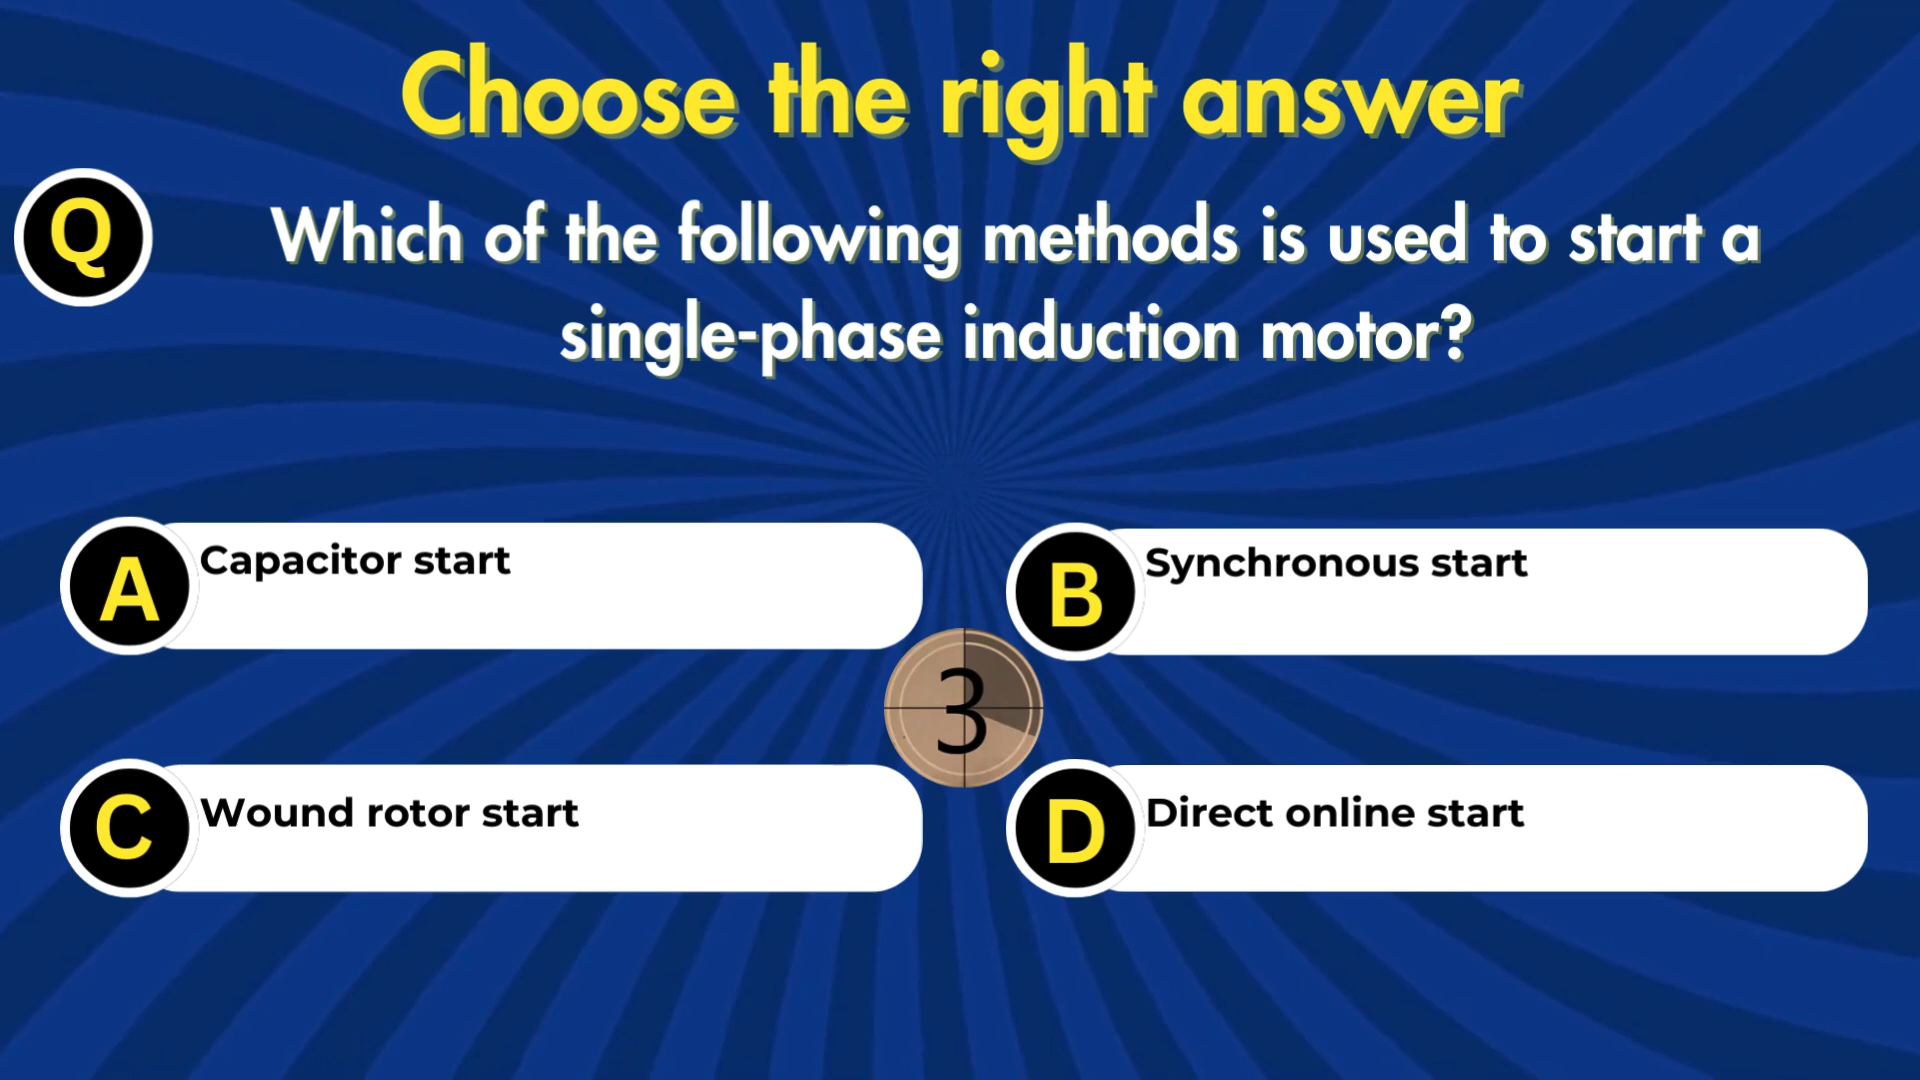 Choose the right answer
Q
Which of the following methods is used to start a
single-phase induction motor?
A
Capacitor start
B
Synchronous start
3
C
Wound rotor start
D
Direct online start